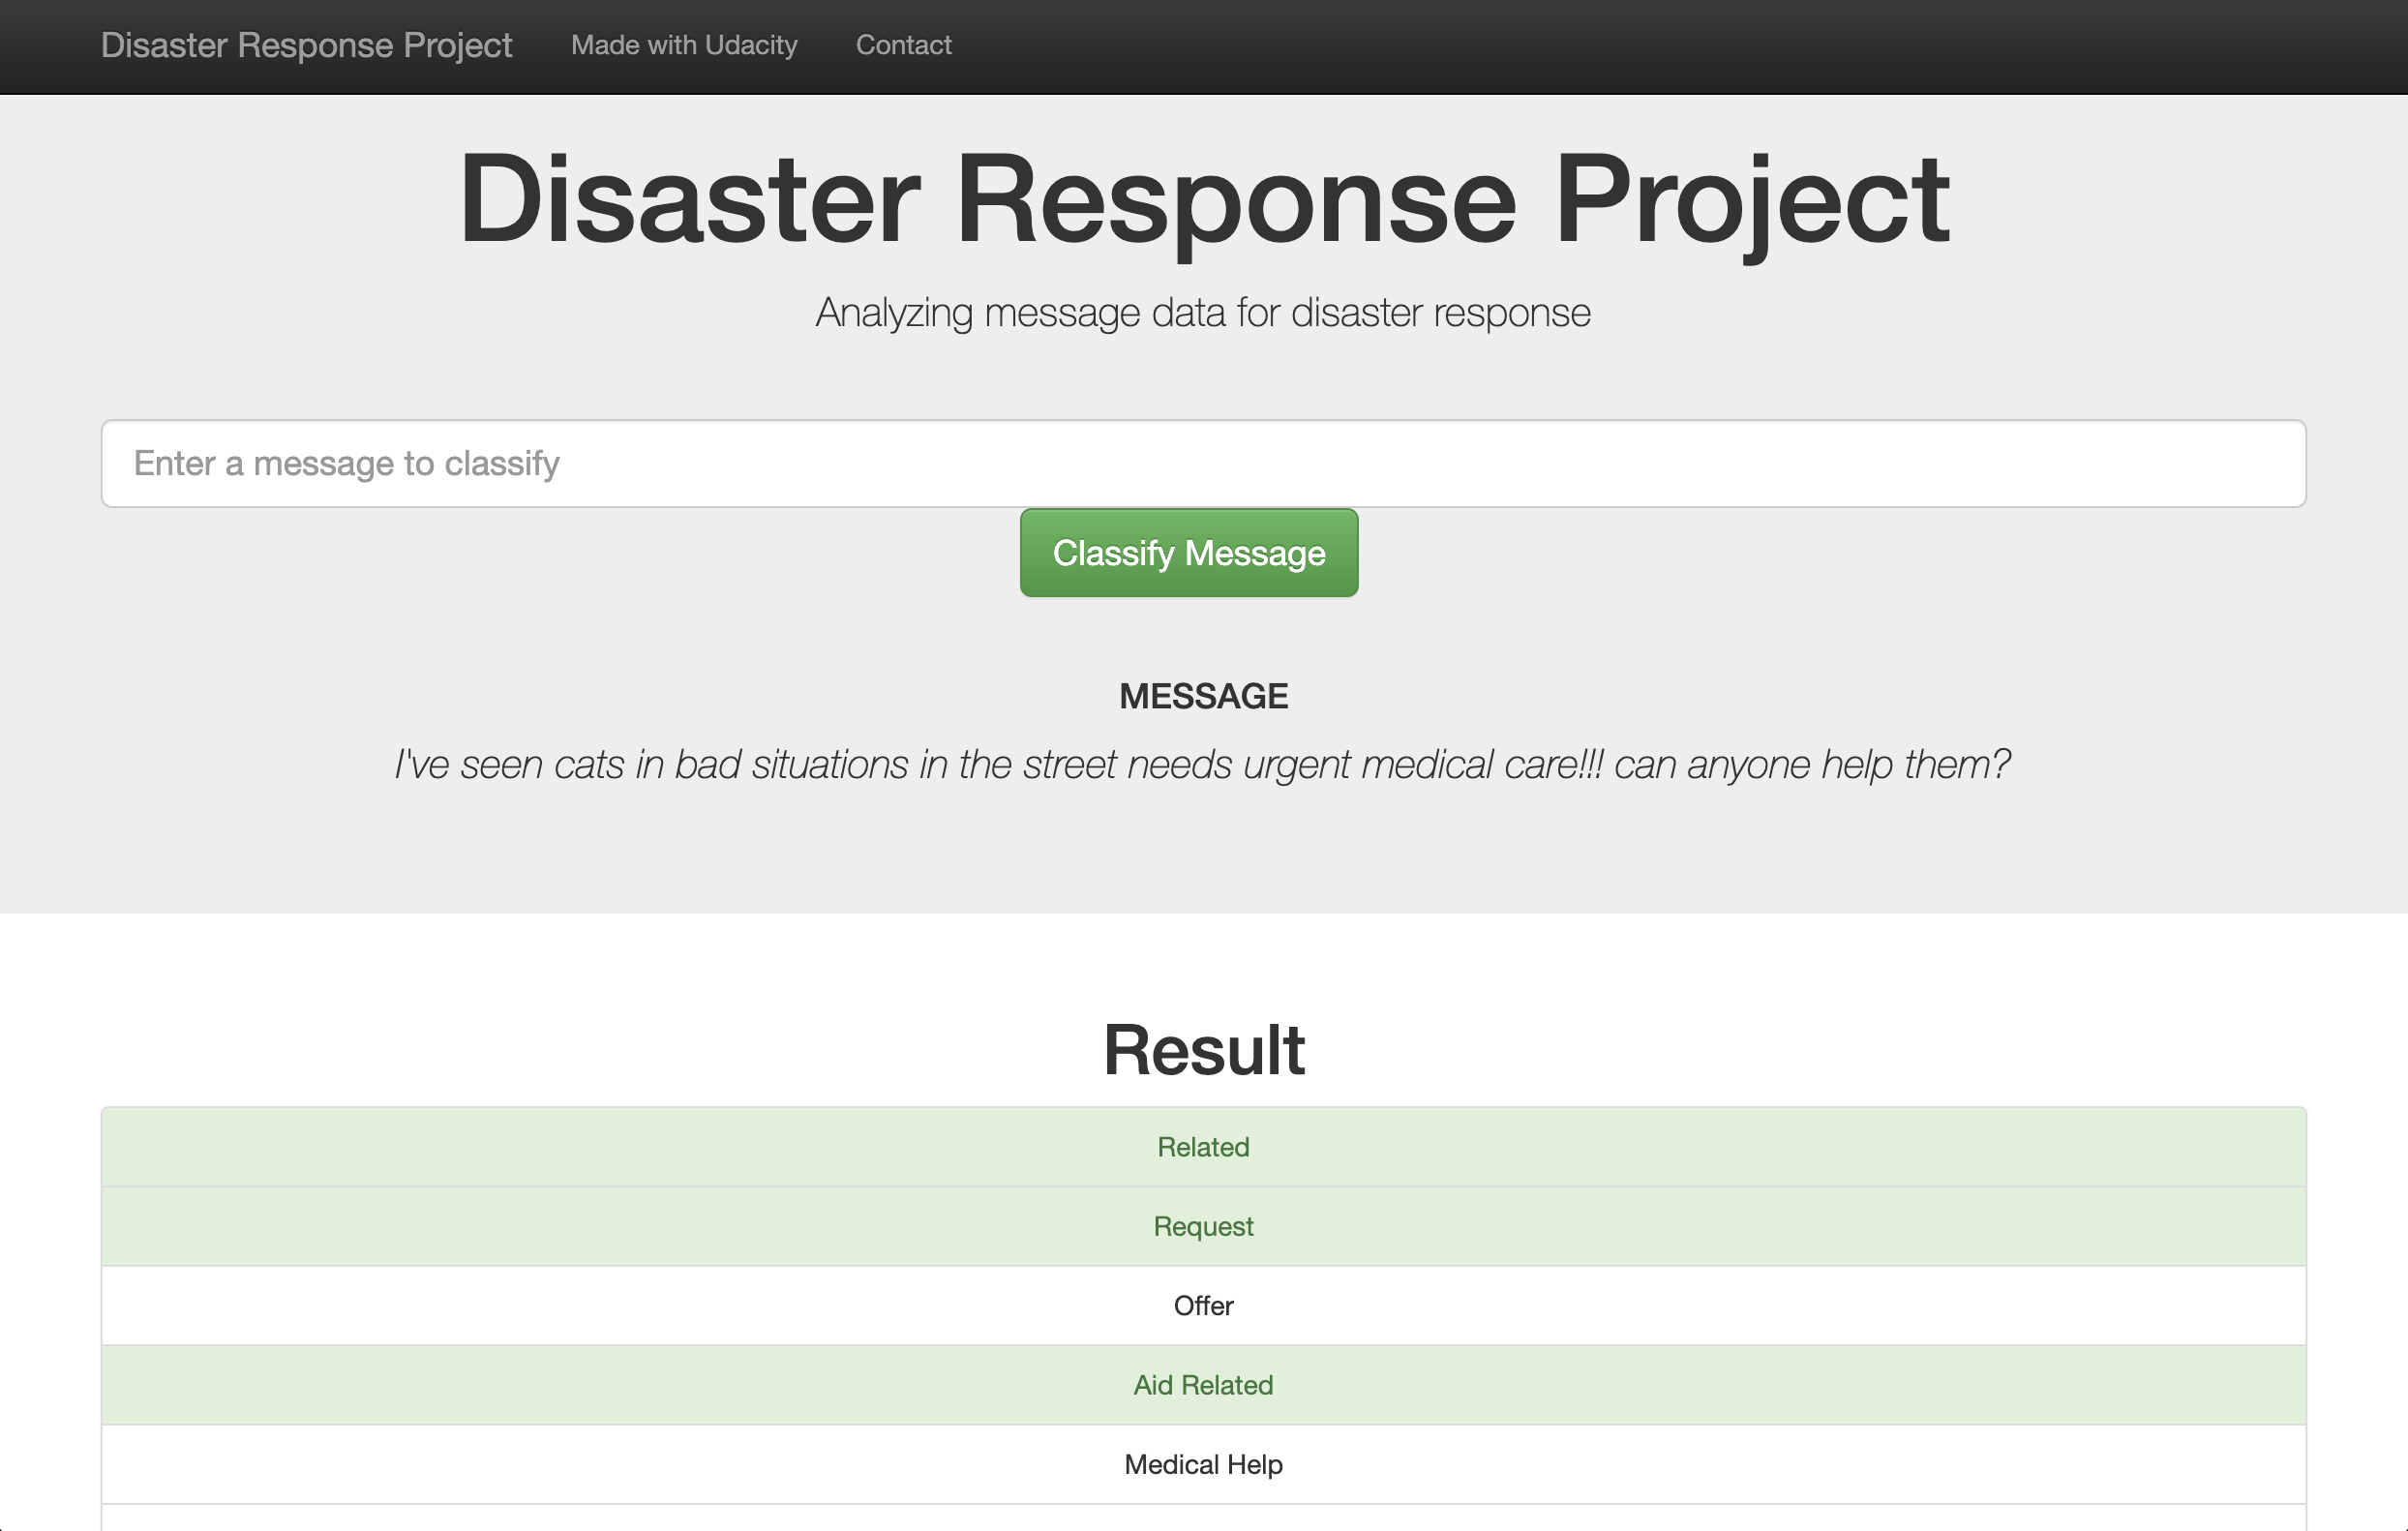 Disaster Response Project Made with Udacity Contact
Disaster Response Project
Analyzing message data for disaster response
Enter a message to classify
Classify Message
MESSAGE
I've seen cats in bad situations in the street needs urgent medical care!!! can anyone help them?
Result
Related
Request
Offer
Aid Related
Medical Help